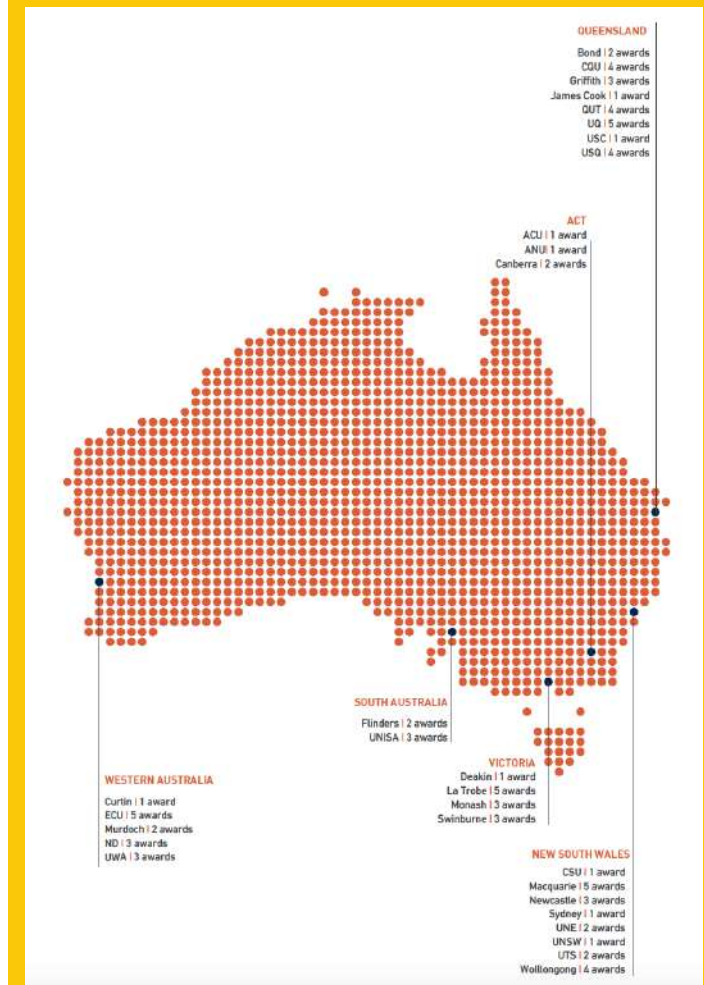 QUEENSLAND
Bond | 2 awards
CQU | 4 awards
Griffith | 3 awards
James Cook | 1 award
QUT | 4 awards
UQ | 5 awards
USC | 1 award
USQ | 4 awards
ACT
ACU | 1 award
ANU | 1 award
Canberra | 2 awards
SOUTH AUSTRALIA
Flinders | 2 awards
UNISA | 3 awards
VICTORIA
Deakin | 1 award
La Trobe | 5 awards
Monash | 3 awards
Swinburne | 3 awards
WESTERN AUSTRALIA
Curtin | 1 award
ECU | 5 awards
Murdoch | 2 awards
ND | 3 awards
UWA | 3 awards
NEW SOUTH WALES
CSU | 1 award
Macquarie | 5 awards
Newcastle | 3 awards
Sydney | 1 award
UNE | 2 awards
UNSW | 1 award
UTS | 2 awards
Wolllongong | 4 awards